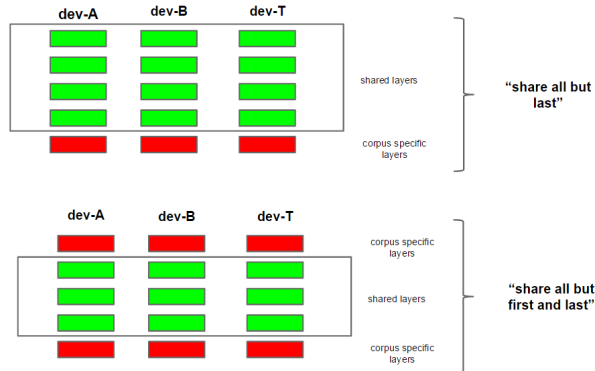 dev-A dev-B dev-T
shared layers
“share all but
last”
corpus specific
layers
dev-A dev-B dev-T
corpus specific
layers
shared layers
“share all but
first and last”
corpus specific
layers